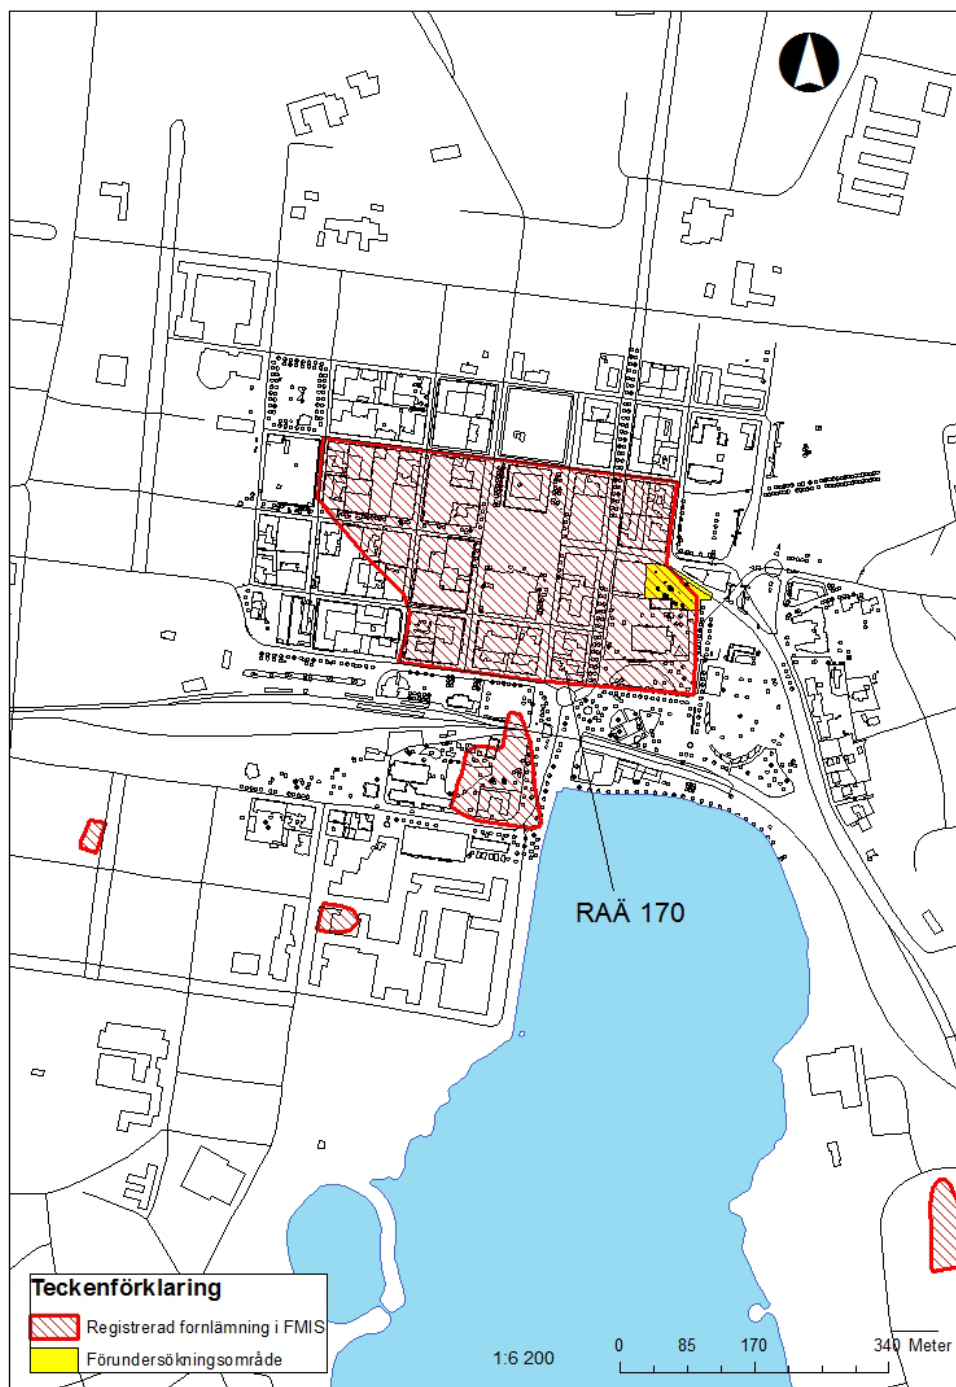 RAÄ 170
Teckenförklaring
Registrerad fornlämning i FMIS
Förundersökningsområde
1:6 200
0 85 170 340 Meter